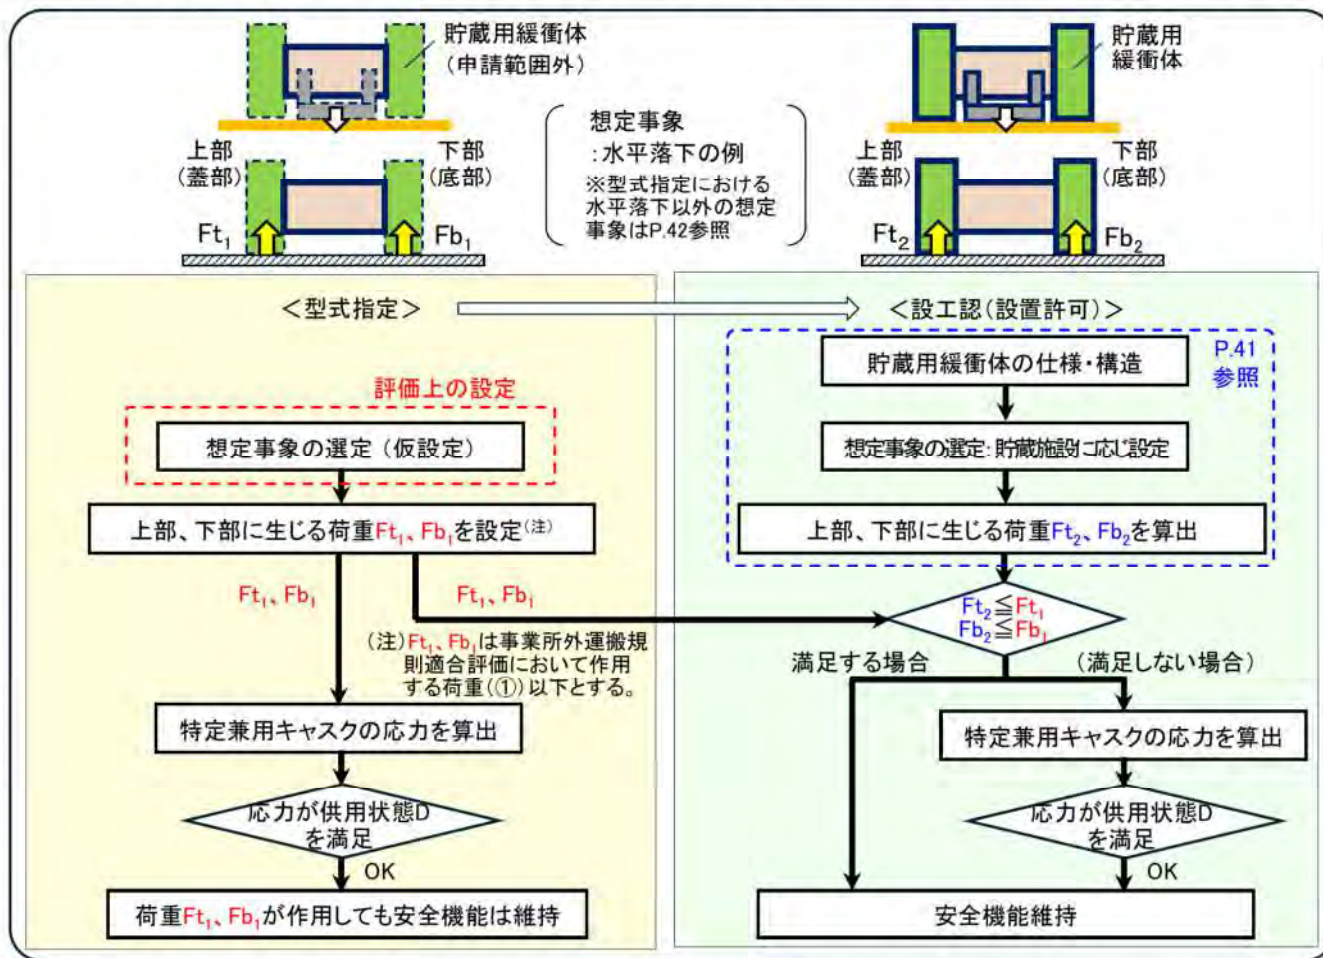 貯蔵用緩衝体
(申請範囲外)
上部
(蓋部)
下部
(底部)
Ft₁
Fb₁
想定事象
:水平落下の例
※型式指定における
水平落下以外の想定
事象はP.42参照
貯蔵用
緩衝体
上部
(蓋部)
下部
(底部)
Ft₂
Fb₂
<型式指定>
評価上の設定
想定事象の選定(仮設定)
上部、下部に生じる荷重Ft₁、Fb₁を設定(注)
Ft₁、Fb₁
Ft₁、Fb₁
(注)Ft₁、Fb₁は事業所外運搬規
則適合評価において作用
する荷重(①)以下とする。
特定兼用キャスクの応力を算出
応力が供用状態D
を満足
OK
荷重Ft₁、Fb₁が作用しても安全機能は維持
<設工認(設置許可)>
P.41
参照
貯蔵用緩衝体の仕様・構造
想定事象の選定:貯蔵施設に応じ設定
上部、下部に生じる荷重Ft₂、Fb₂を算出
Ft₂≦Ft₁
Fb₂≦Fb₁
満足する場合
(満足しない場合)
特定兼用キャスクの応力を算出
応力が供用状態D
を満足
OK
安全機能維持